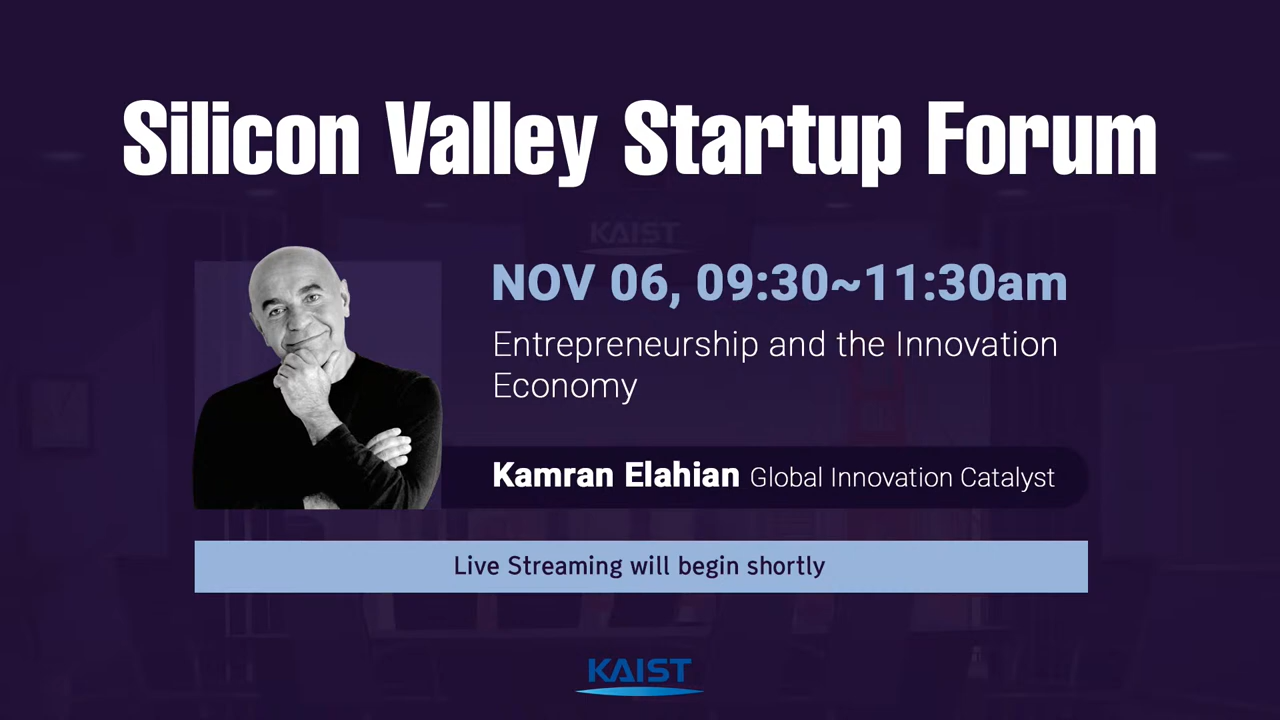 Silicon Valley Startup Forum
KAIST
NOV 06, 09:30~11:30am
Entrepreneurship and the Innovation
Economy
Kamran Elahian Global Innovation Catalyst
Live Streaming will begin shortly
KAIST